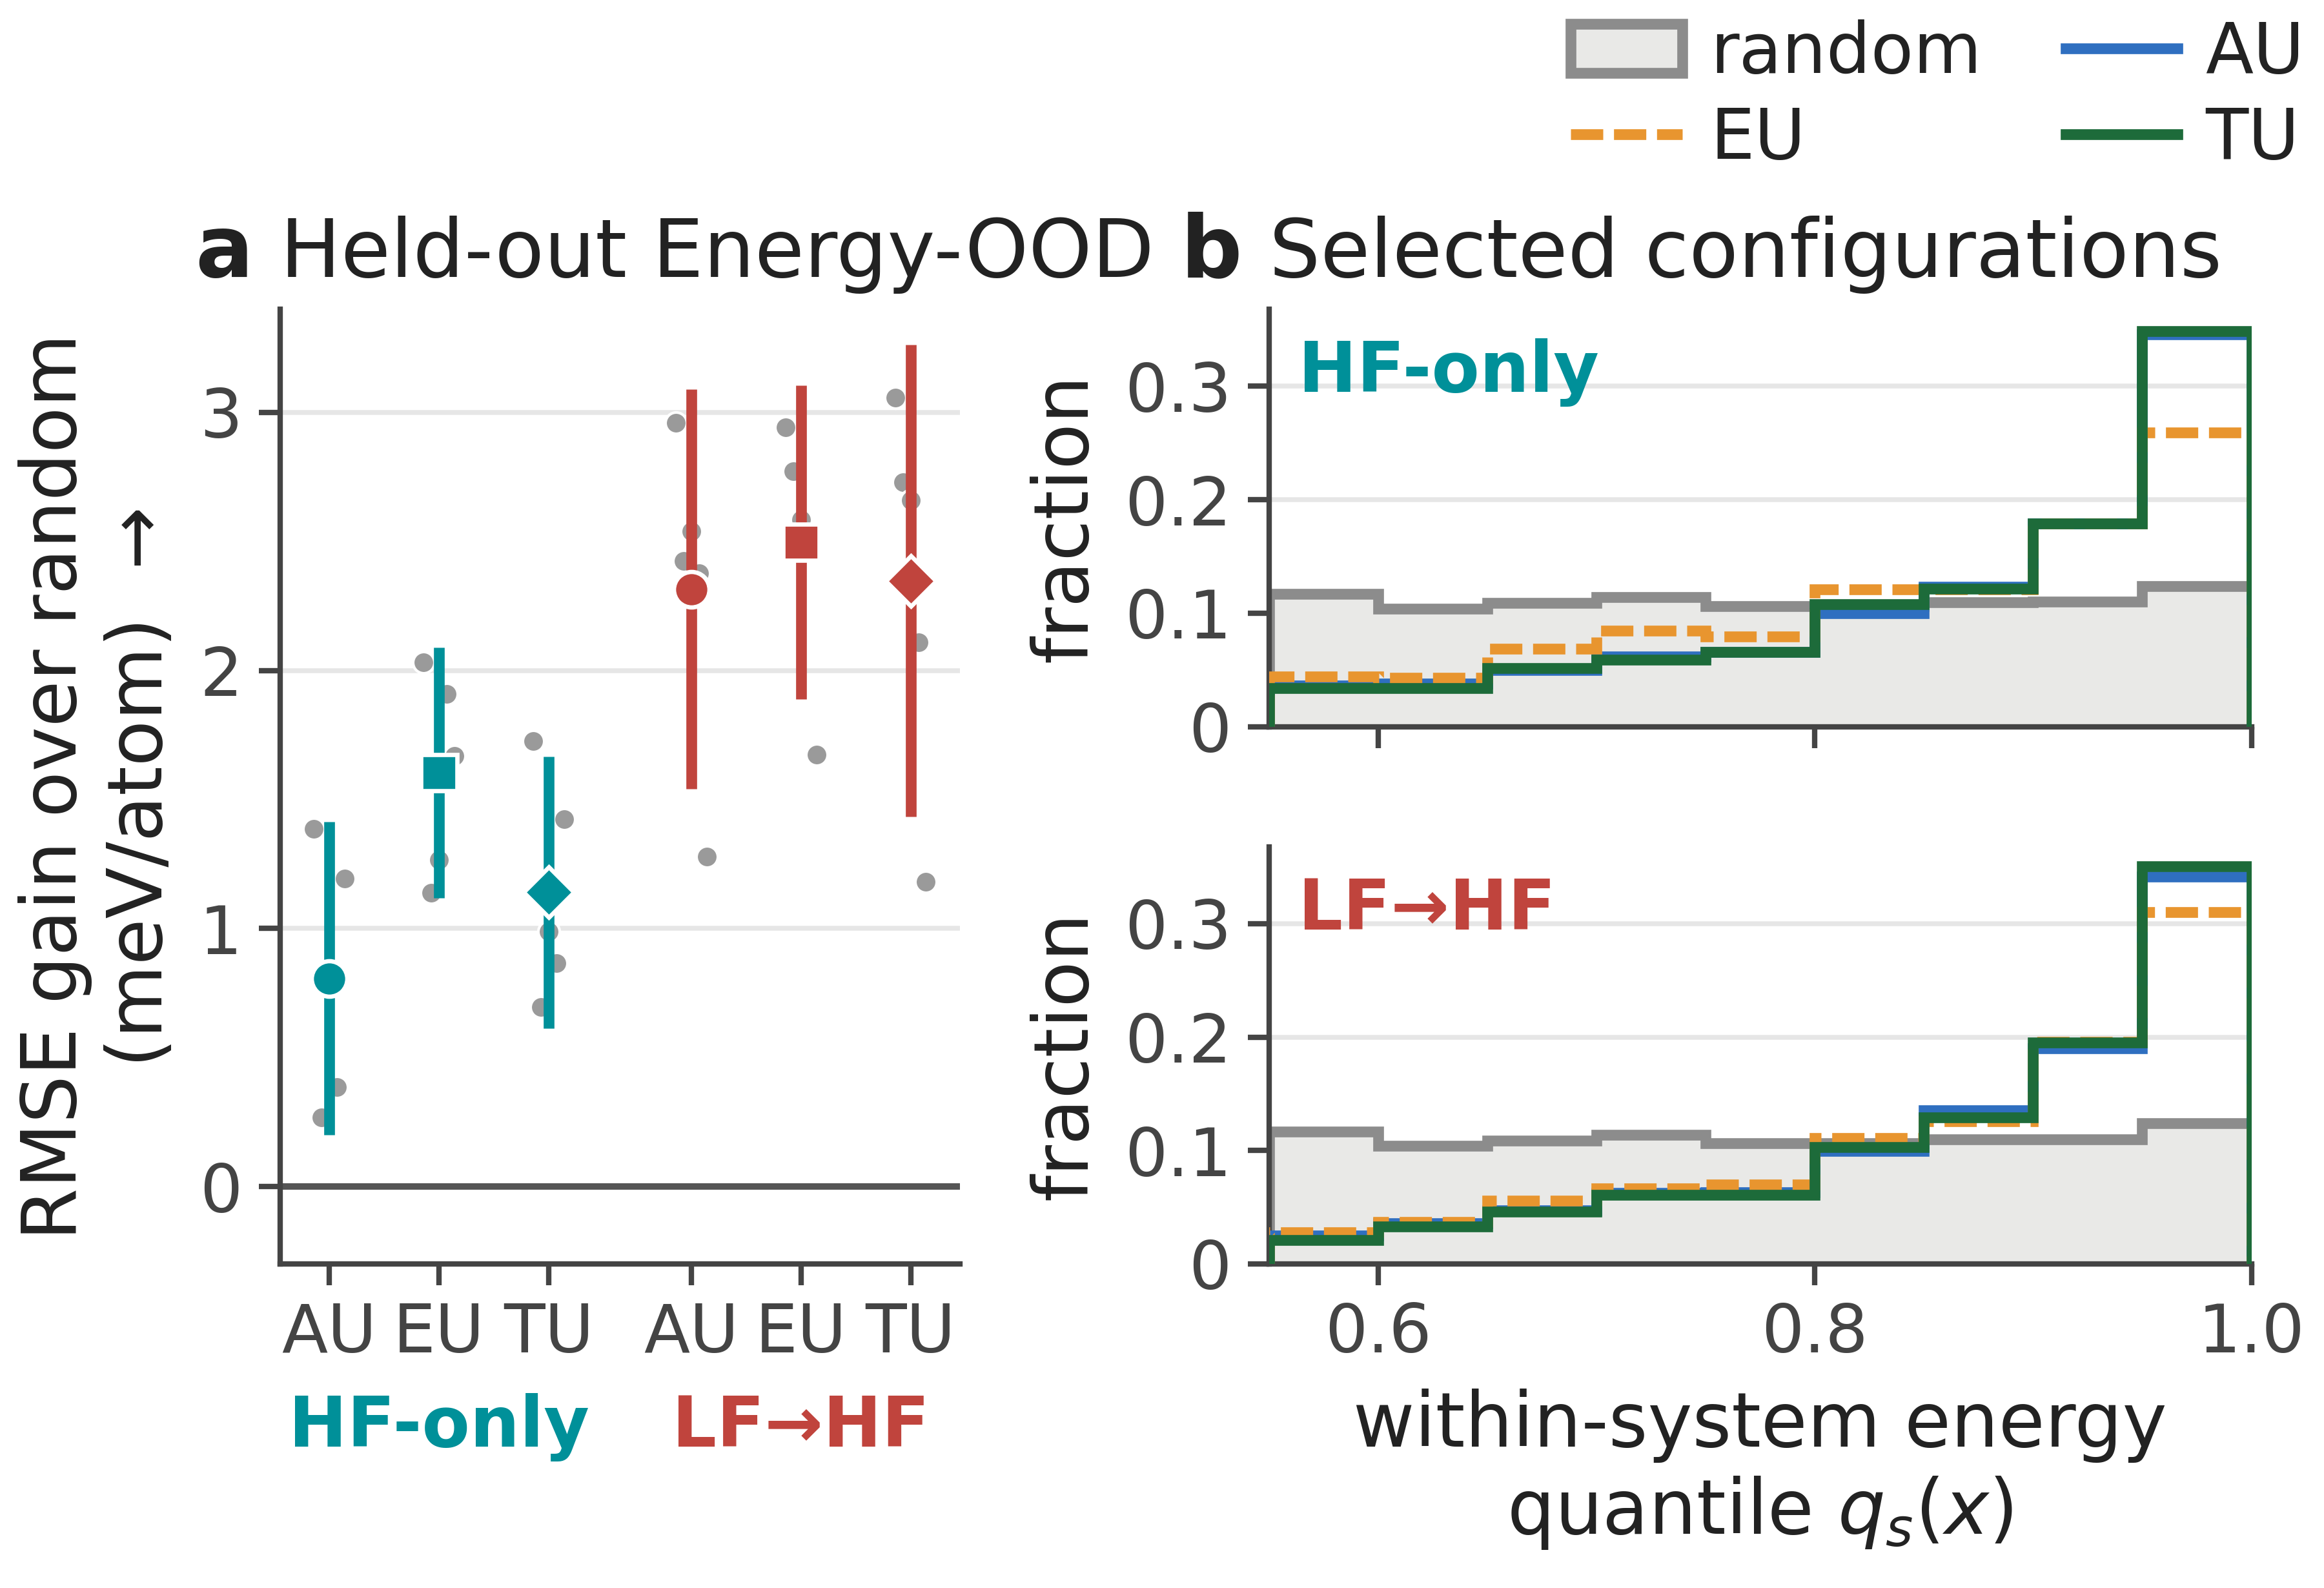 random
AU
EU
TU
a Held-out Energy-OOD
b Selected configurations
RMSE gain over random
(meV/atom) →
3
2
1
0
AU EU TU AU EU TU
HF-only LF→HF
HF-only
fraction
0.3
0.2
0.1
0
LF→HF
fraction
0.3
0.2
0.1
0
0.6 0.8 1.0
within-system energy
quantile qₛ(x)